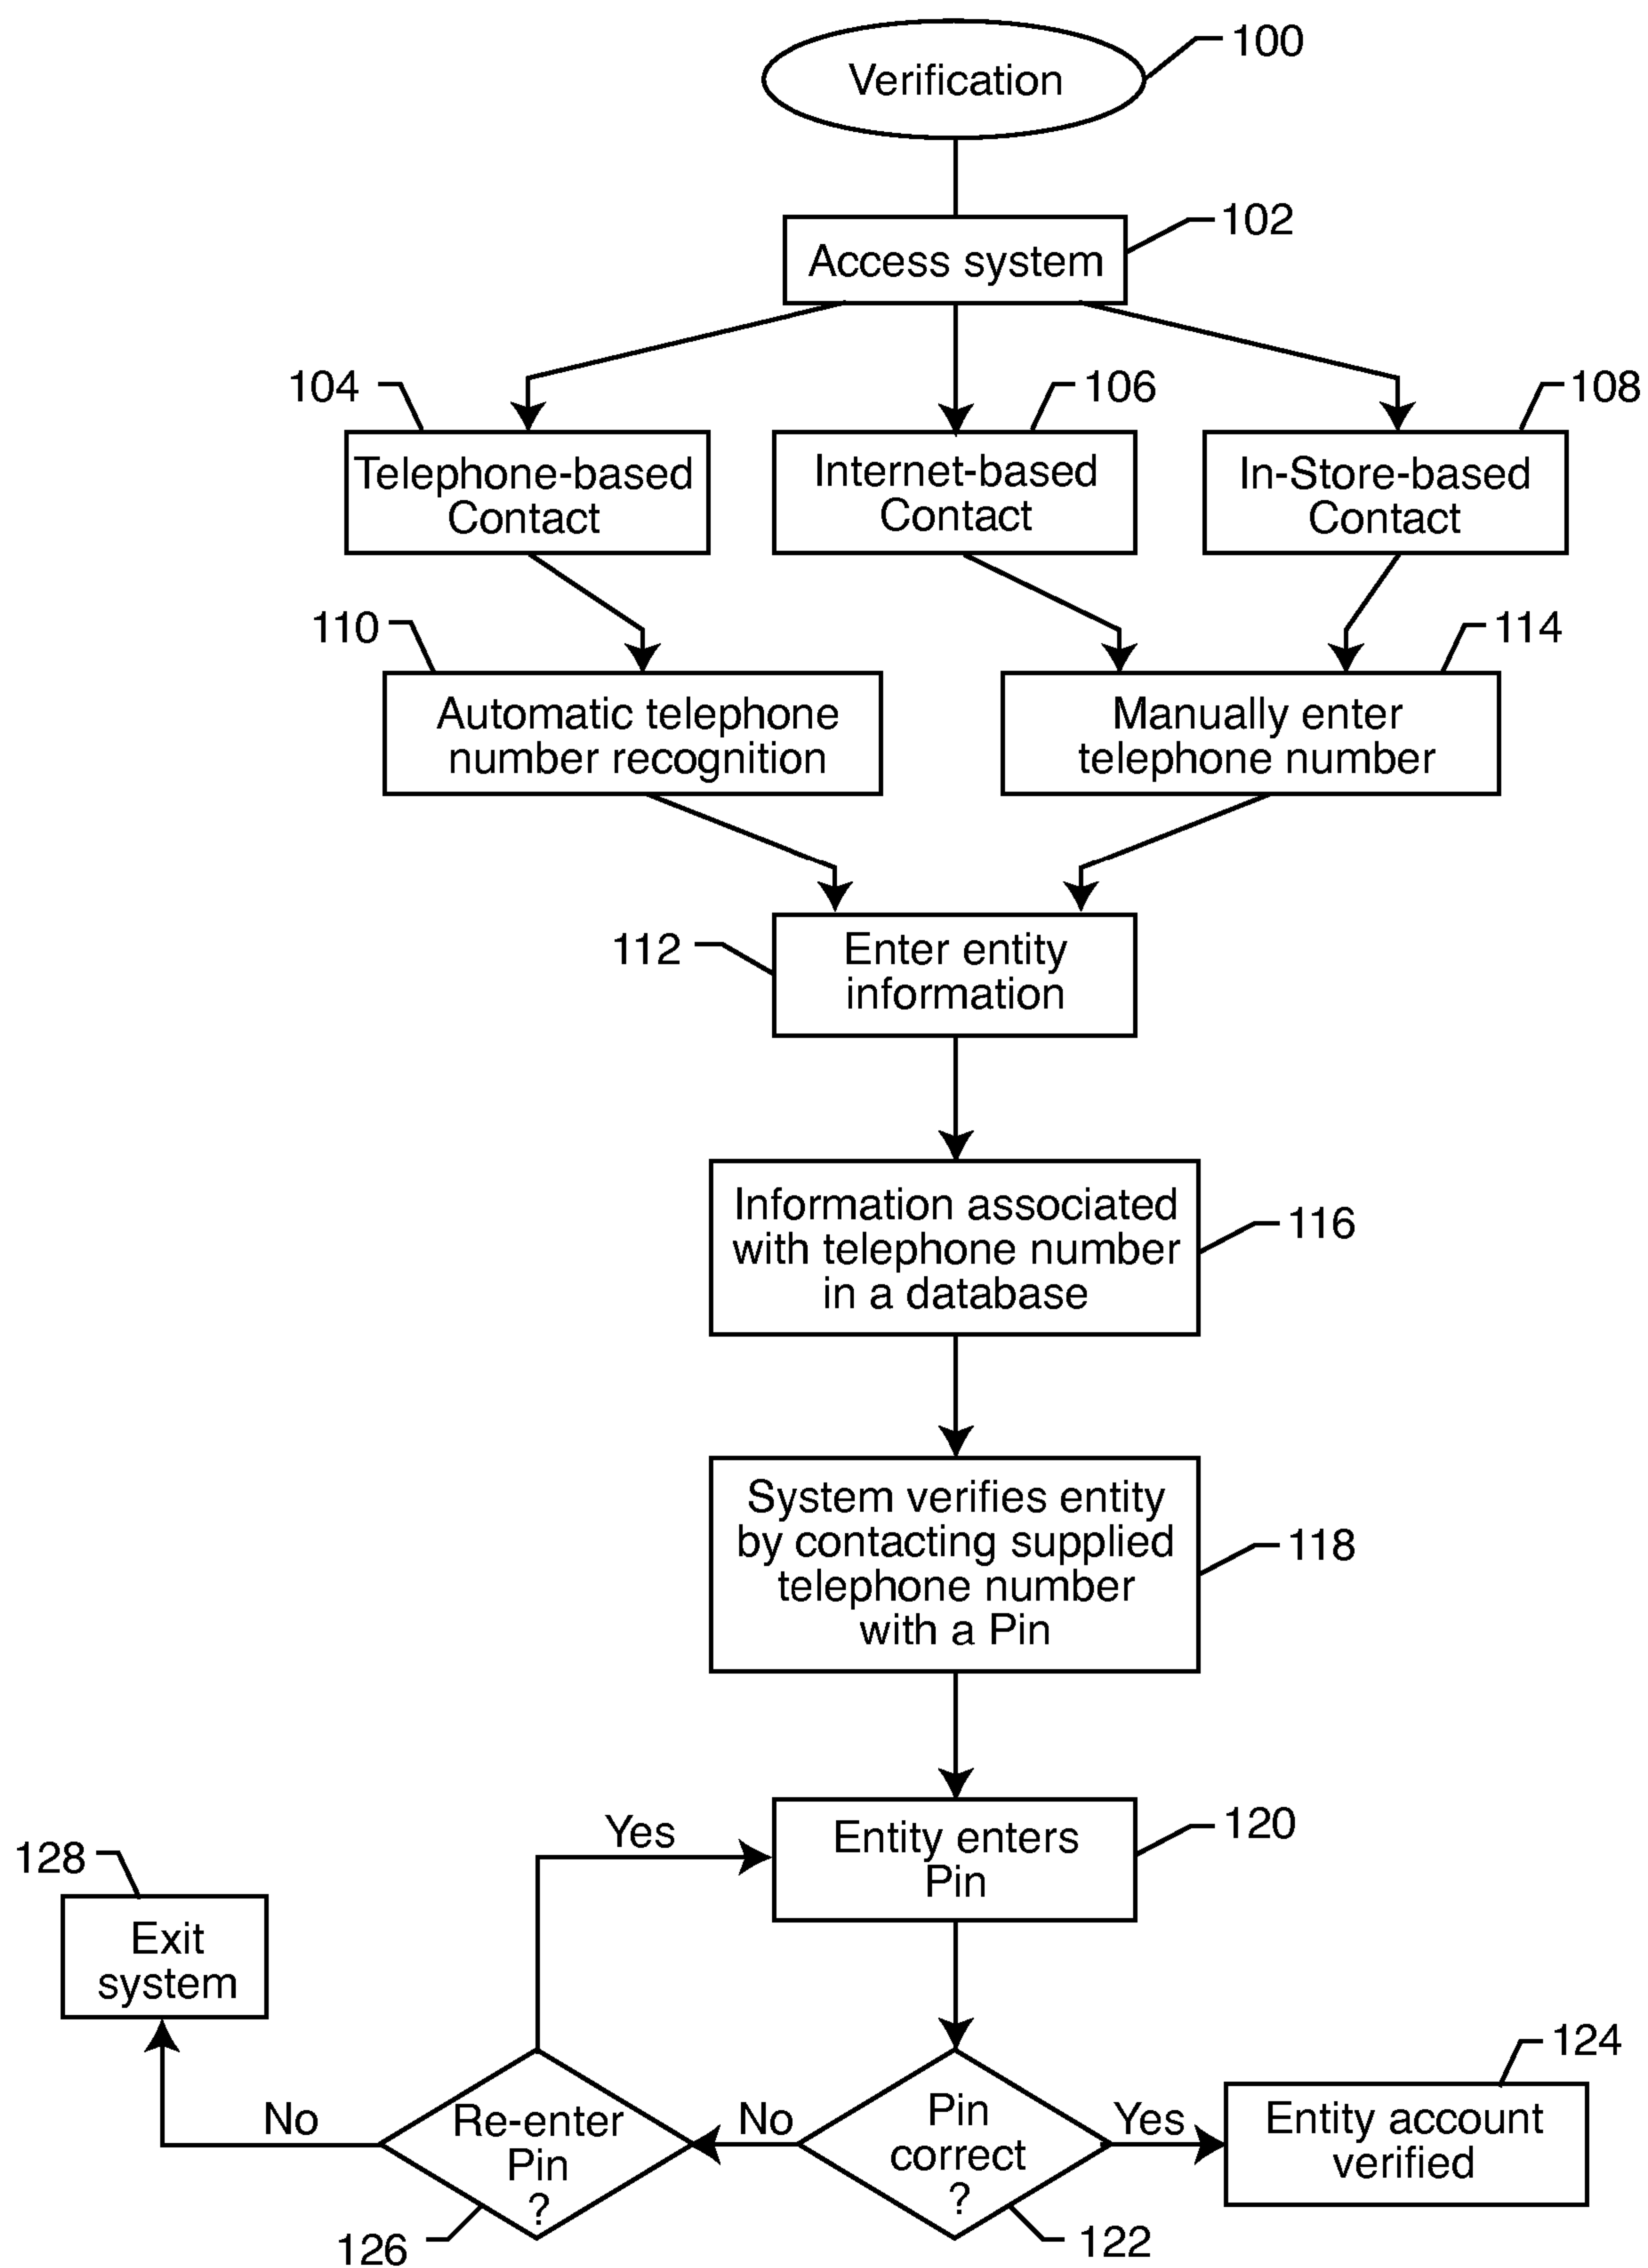 100
Verification
102
Access system
104
106
108
Telephone-based
Contact
Internet-based
Contact
In-Store-based
Contact
110
114
Automatic telephone
number recognition
Manually enter
telephone number
112
Enter entity
information
Information associated
with telephone number
in a database
116
System verifies entity
by contacting supplied
telephone number
with a Pin
118
Yes
Entity enters
Pin
120
128
Exit
system
No
Re-enter
Pin
?
126
No
Pin
correct
?
122
Yes
124
Entity account
verified